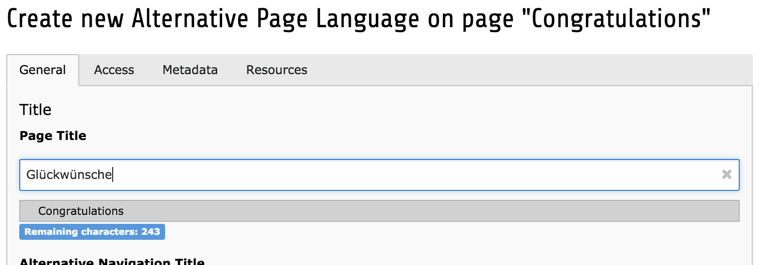 Create new Alternative Page Language on page "Congratulations"
General Access Metadata Resources
Title
Page Title
Glückwünsche
Congratulations
Remaining characters: 243
Alternative Navigation Title